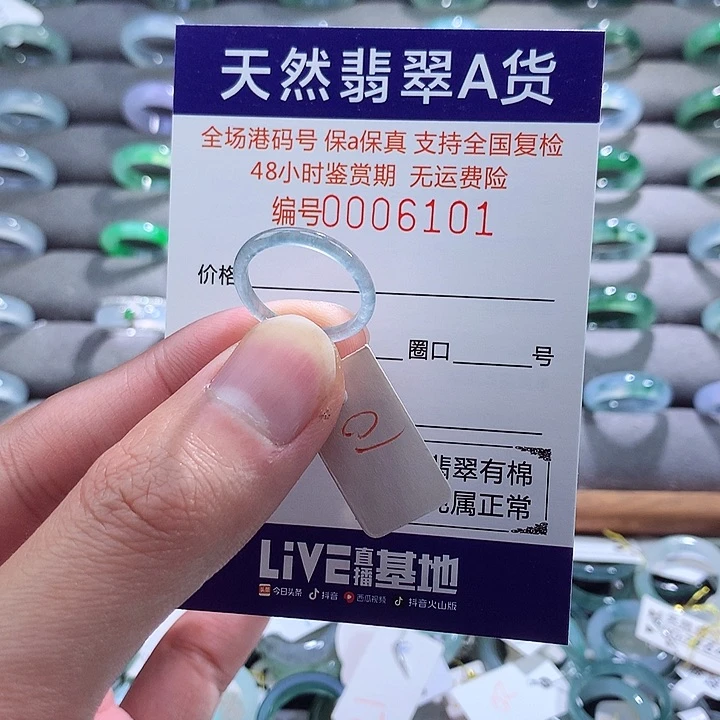 天然翡翠A货
全场港码号 保a保真 支持全国复检
48小时鉴赏期 无运费险
编号0006101
价格
圈口 号
翡翠有棉
属正常
LiVE直播基地
头条 今日头条 抖音 西瓜视频 抖音火山版